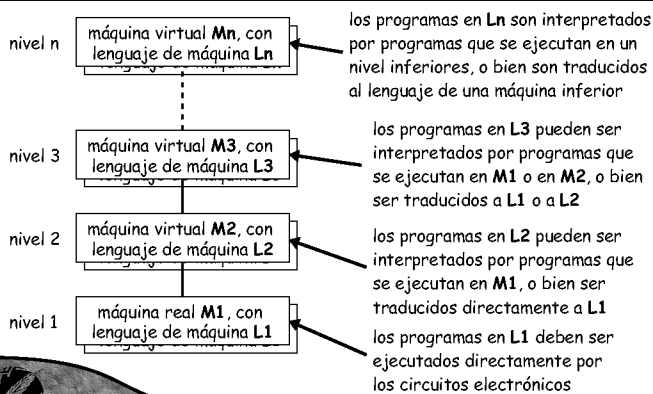 nivel n
máquina virtual Mn, con
lenguaje de máquina Ln
los programas en Ln son interpretados
por programas que se ejecutan en un
nivel inferiores, o bien son traducidos
al lenguaje de una máquina inferior
nivel 3
máquina virtual M3, con
lenguaje de máquina L3
los programas en L3 pueden ser
interpretados por programas que
se ejecutan en M1 o en M2, o bien
ser traducidos a L1 o a L2
nivel 2
máquina virtual M2, con
lenguaje de máquina L2
los programas en L2 pueden ser
interpretados por programas que
se ejecutan en M1, o bien ser
traducidos directamente a L1
nivel 1
máquina real M1, con
lenguaje de máquina L1
los programas en L1 deben ser
ejecutados directamente por
los circuitos electrónicos